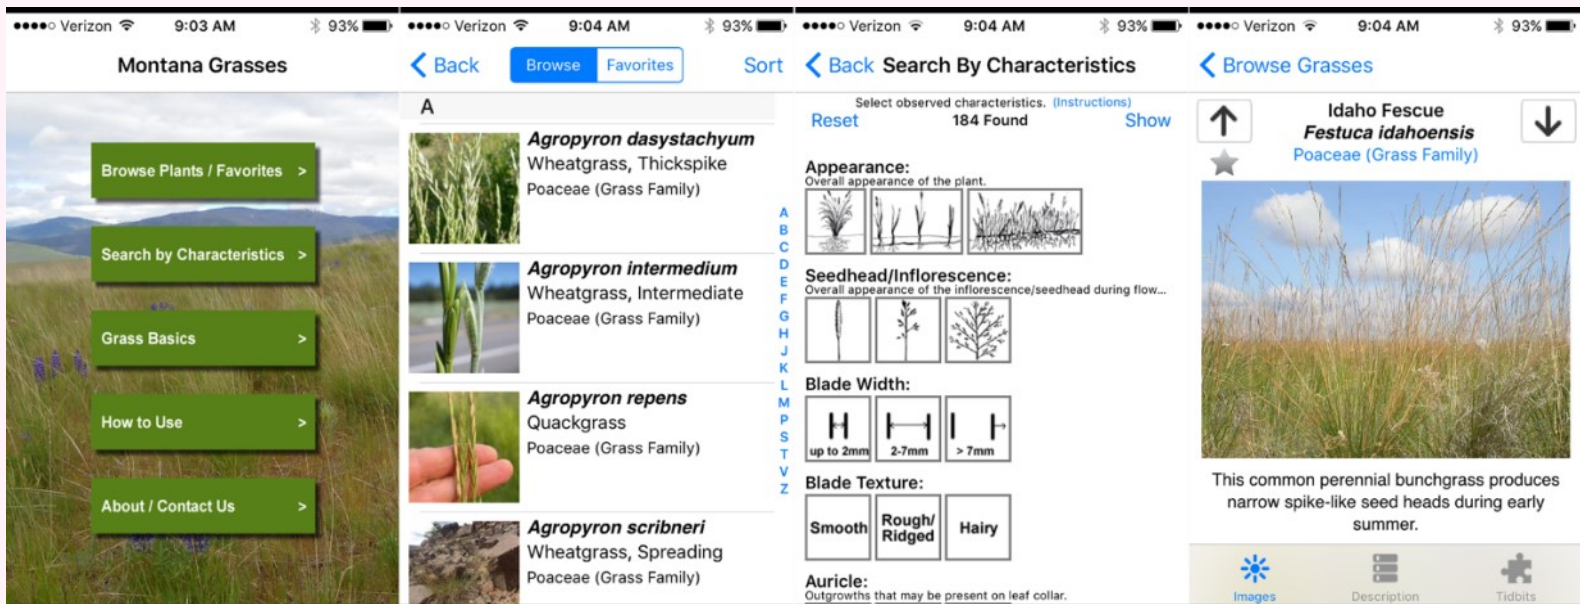 Verizon 9:03 AM 93%
Montana Grasses
Browse Plants / Favorites >
Search by Characteristics >
Grass Basics >
How to Use >
About / Contact Us >
Verizon 9:04 AM 93%
Back Browse Favorites Sort
A
Agropyron dasystachyum
Wheatgrass, Thickspike
Poaceae (Grass Family)
Agropyron intermedium
Wheatgrass, Intermediate
Poaceae (Grass Family)
Agropyron repens
Quackgrass
Poaceae (Grass Family)
Agropyron scribneri
Wheatgrass, Spreading
Poaceae (Grass Family)
A
B
C
D
E
F
G
H
J
K
L
M
P
S
T
V
Z
Verizon 9:04 AM 93%
Back Search By Characteristics
Select observed characteristics. (Instructions)
Reset 184 Found Show
Appearance:
Overall appearance of the plant.
Seedhead/Inflorescence:
Overall appearance of the inflorescence/seedhead during flow...
Blade Width:
up to 2mm 2-7mm > 7mm
Blade Texture:
Smooth Rough/ Hairy
Ridged
Auricle:
Outgrowths that may be present on leaf collar.
Verizon 9:04 AM 93%
Browse Grasses
Idaho Fescue
Festuca idahoensis
Poaceae (Grass Family)
This common perennial bunchgrass produces
narrow spike-like seed heads during early
summer.
Images Description Tidbits